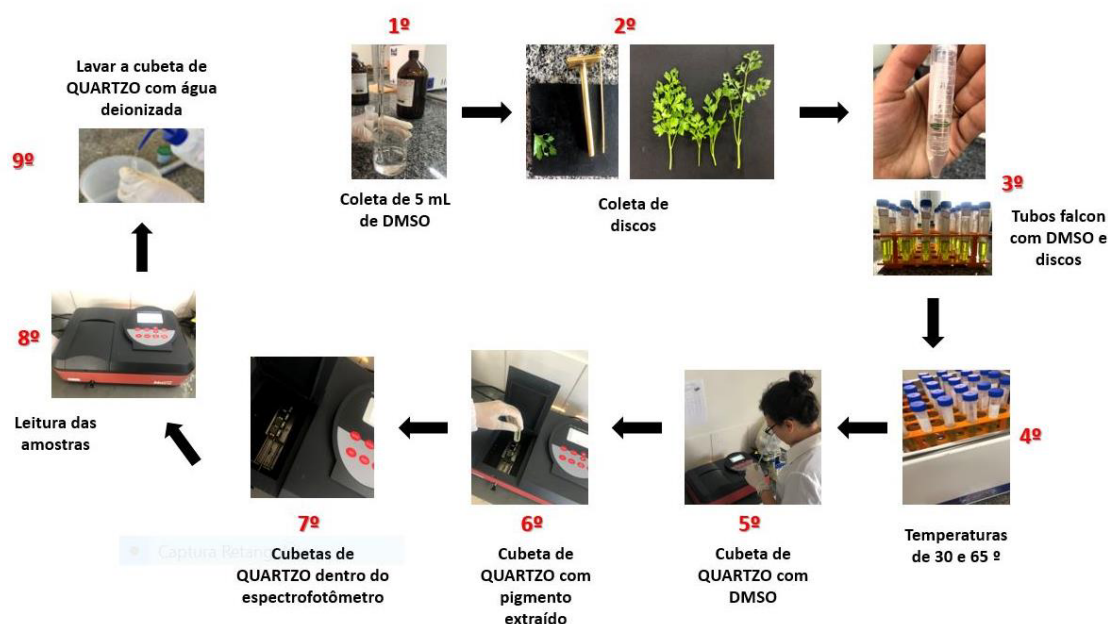 1º
Coleta de 5 mL
de DMSO
2º
Coleta de
discos
3º
Tubos falcon
com DMSO e
discos
4º
Temperaturas
de 30 e 65 º
5º
Cubeta de
QUARTZO com
DMSO
6º
Cubeta de
QUARTZO com
pigmento
extraído
7º
Cubetas de
QUARTZO dentro do
espectrofotômetro
8º
Leitura das
amostras
9º
Lavar a cubeta de
QUARTZO com água
deionizada
Captura